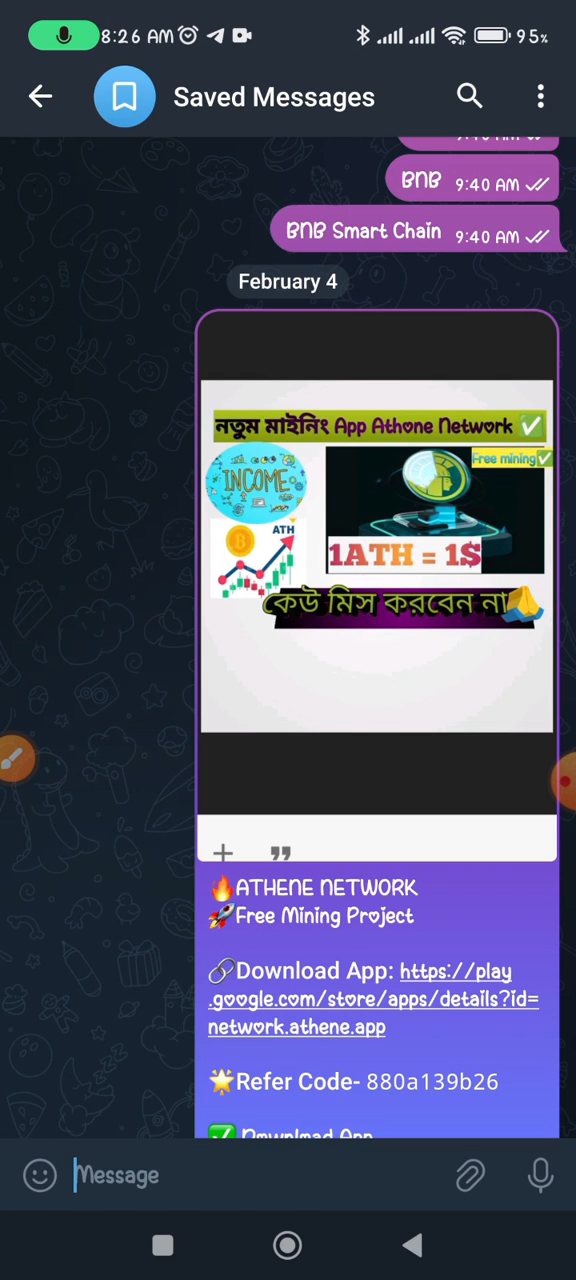 8:26 AM
95%
Saved Messages
BNB 9:40 AM
BNB Smart Chain 9:40 AM
February 4
নতুম মাইনিং App Athone Network ✅
Free mining✅
INCOME
ATH
1ATH = 1$
কেউ মিস করবেন না🙏
🔥ATHENE NETWORK
🚀Free Mining Project
🔗Download App: https://play
.google.com/store/apps/details?id=
network.athene.app
🌟Refer Code- 880a139b26
Message